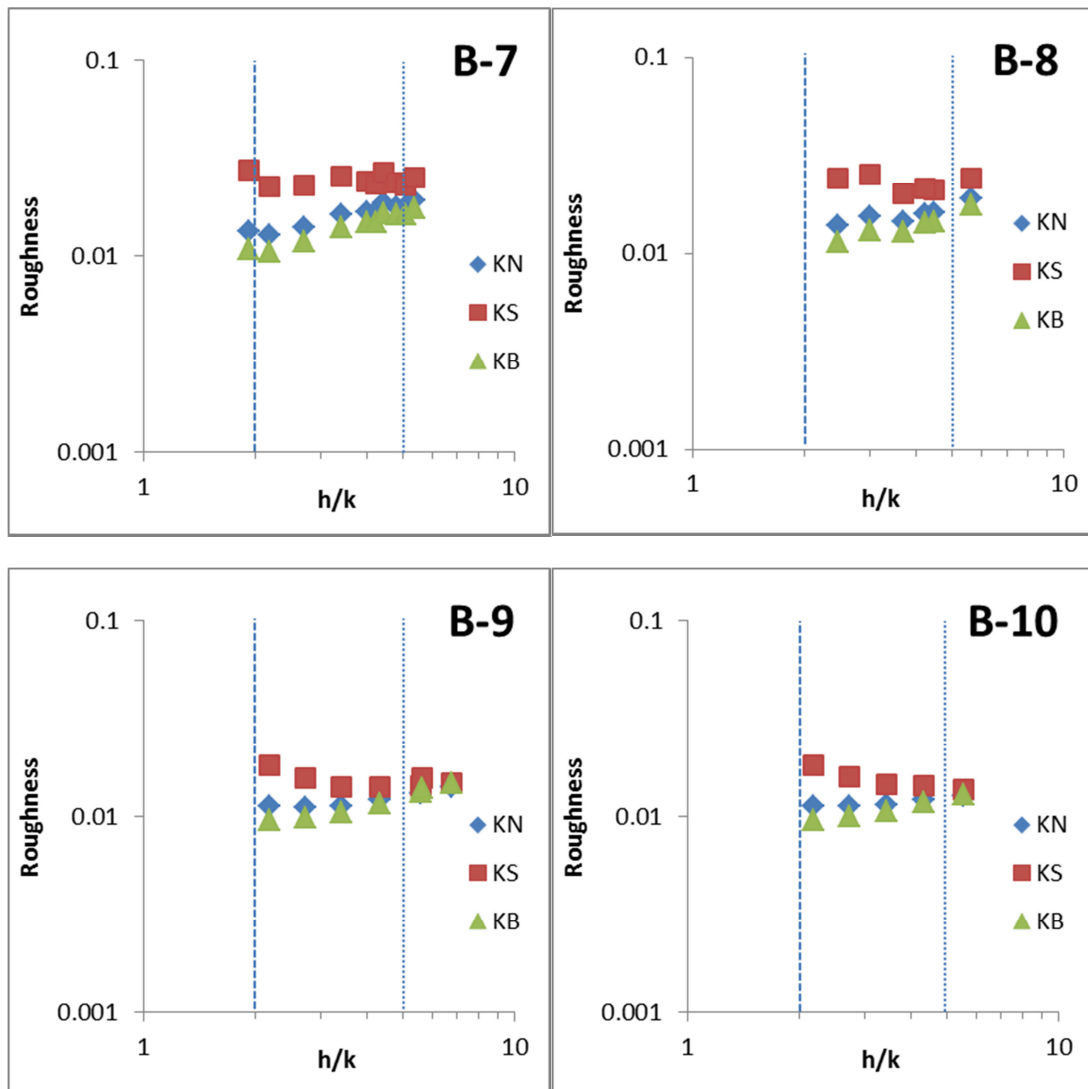 B-7
0.1
0.01
0.001
Roughness
KN
KS
KB
1
10
h/k
B-8
0.1
0.01
0.001
Roughness
KN
KS
KB
1
10
h/k
B-9
0.1
0.01
0.001
Roughness
KN
KS
KB
1
10
h/k
B-10
0.1
0.01
0.001
Roughness
KN
KS
KB
1
10
h/k